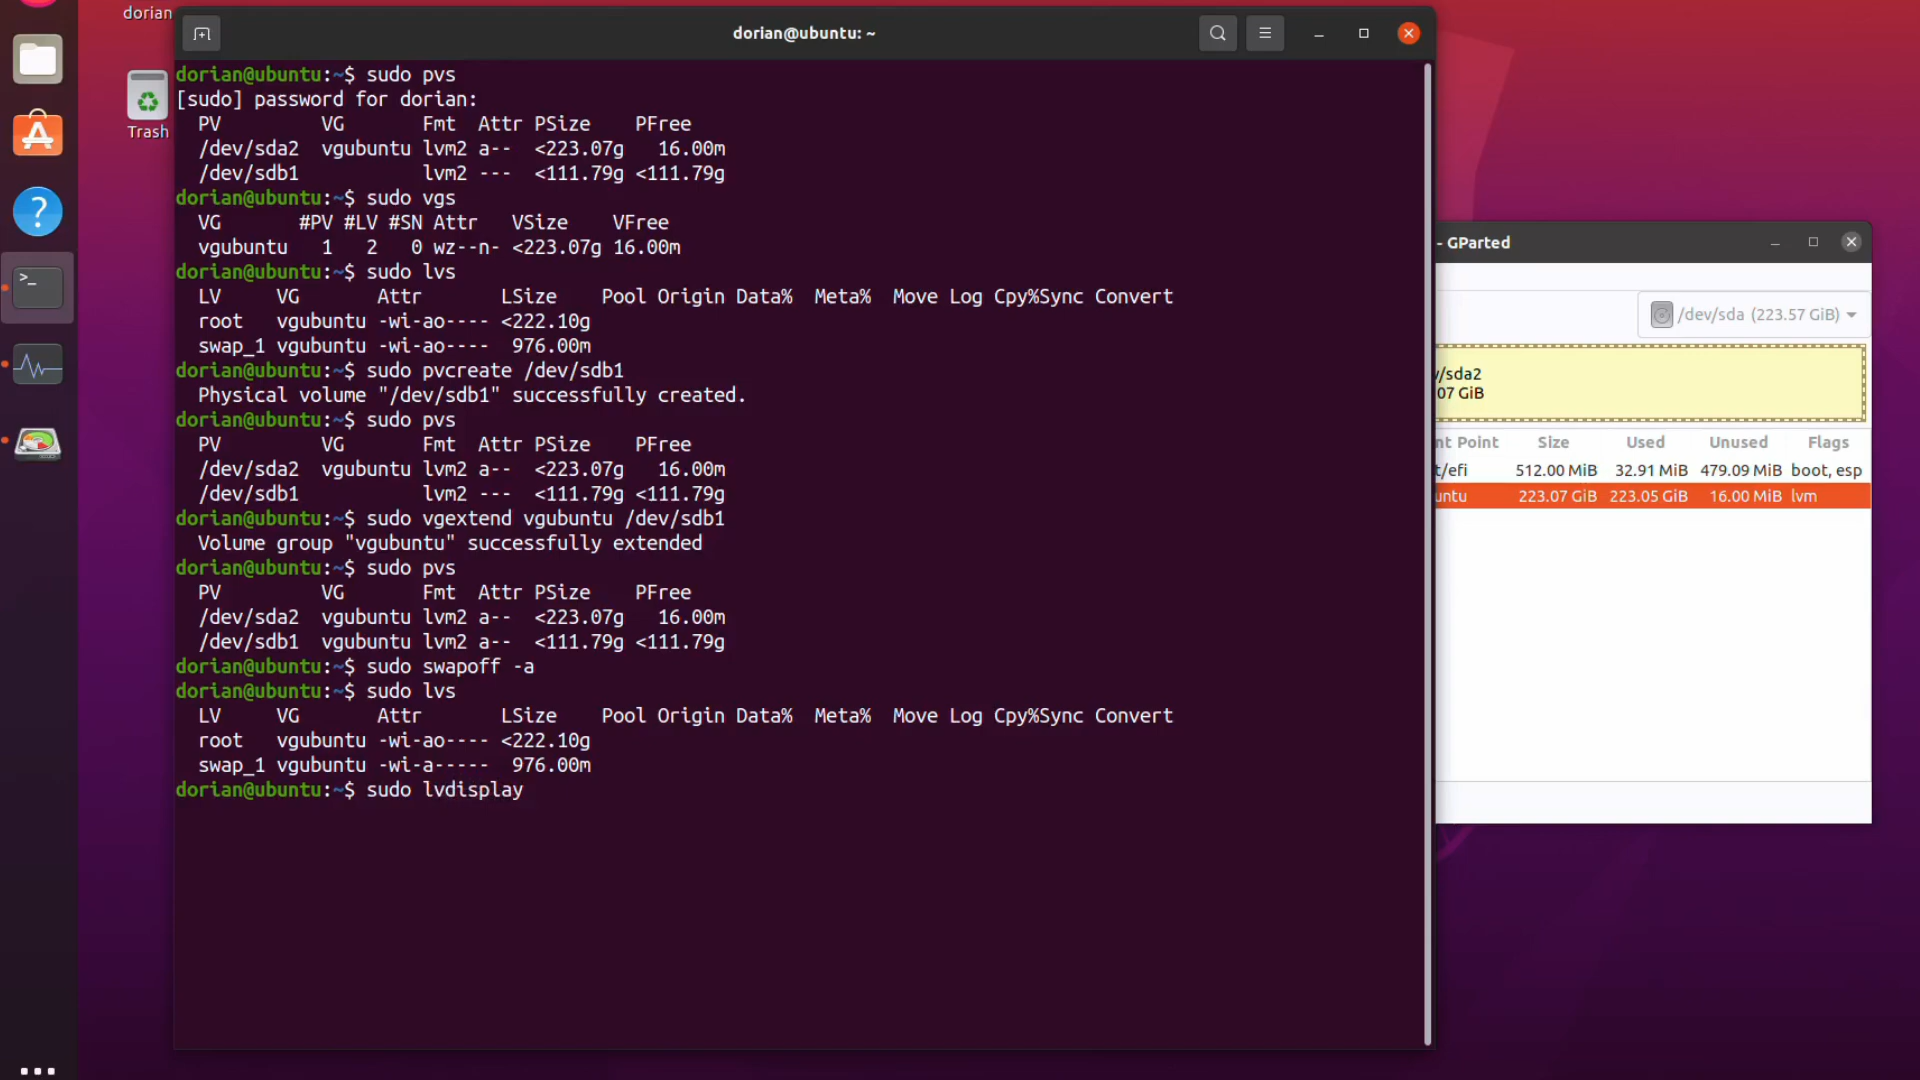 dorian
Trash
dorian@ubuntu: ~
dorian@ubuntu:~$ sudo pvs
[sudo] password for dorian:
PV VG Fmt Attr PSize PFree
/dev/sda2 vgubuntu lvm2 a-- <223.07g 16.00m
/dev/sdb1 lvm2 --- <111.79g <111.79g
dorian@ubuntu:~$ sudo vgs
VG #PV #LV #SN Attr VSize VFree
vgubuntu 1 2 0 wz--n- <223.07g 16.00m
dorian@ubuntu:~$ sudo lvs
LV VG Attr LSize Pool Origin Data% Meta% Move Log Cpy%Sync Convert
root vgubuntu -wi-ao---- <222.10g
swap_1 vgubuntu -wi-ao---- 976.00m
dorian@ubuntu:~$ sudo pvcreate /dev/sdb1
Physical volume "/dev/sdb1" successfully created.
dorian@ubuntu:~$ sudo pvs
PV VG Fmt Attr PSize PFree
/dev/sda2 vgubuntu lvm2 a-- <223.07g 16.00m
/dev/sdb1 lvm2 --- <111.79g <111.79g
dorian@ubuntu:~$ sudo vgextend vgubuntu /dev/sdb1
Volume group "vgubuntu" successfully extended
dorian@ubuntu:~$ sudo pvs
PV VG Fmt Attr PSize PFree
/dev/sda2 vgubuntu lvm2 a-- <223.07g 16.00m
/dev/sdb1 vgubuntu lvm2 a-- <111.79g <111.79g
dorian@ubuntu:~$ sudo swapoff -a
dorian@ubuntu:~$ sudo lvs
LV VG Attr LSize Pool Origin Data% Meta% Move Log Cpy%Sync Convert
root vgubuntu -wi-ao---- <222.10g
swap_1 vgubuntu -wi-a----- 976.00m
dorian@ubuntu:~$ sudo lvdisplay
- GParted
/dev/sda (223.57 GiB)
v/sda2
07 GiB
nt Point Size Used Unused Flags
t/efi 512.00 MiB 32.91 MiB 479.09 MiB boot, esp
untu 223.07 GiB 223.05 GiB 16.00 MiB lvm